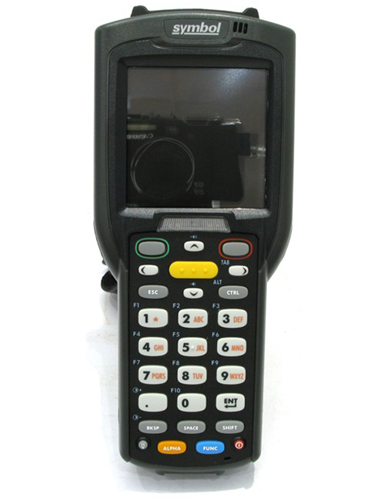 symbol
TAB
ALT
ESC
CTRL
F1 F2 F3
1 * 2 ABC 3 DEF
F4 F5 F6
4 GHI 5 JKL 6 MNO
F7 F8 F9
7 PQRS 8 TUV 9 WXYZ
F10
. 0 ENT
BKSP SPACE SHIFT
ALPHA FUNC